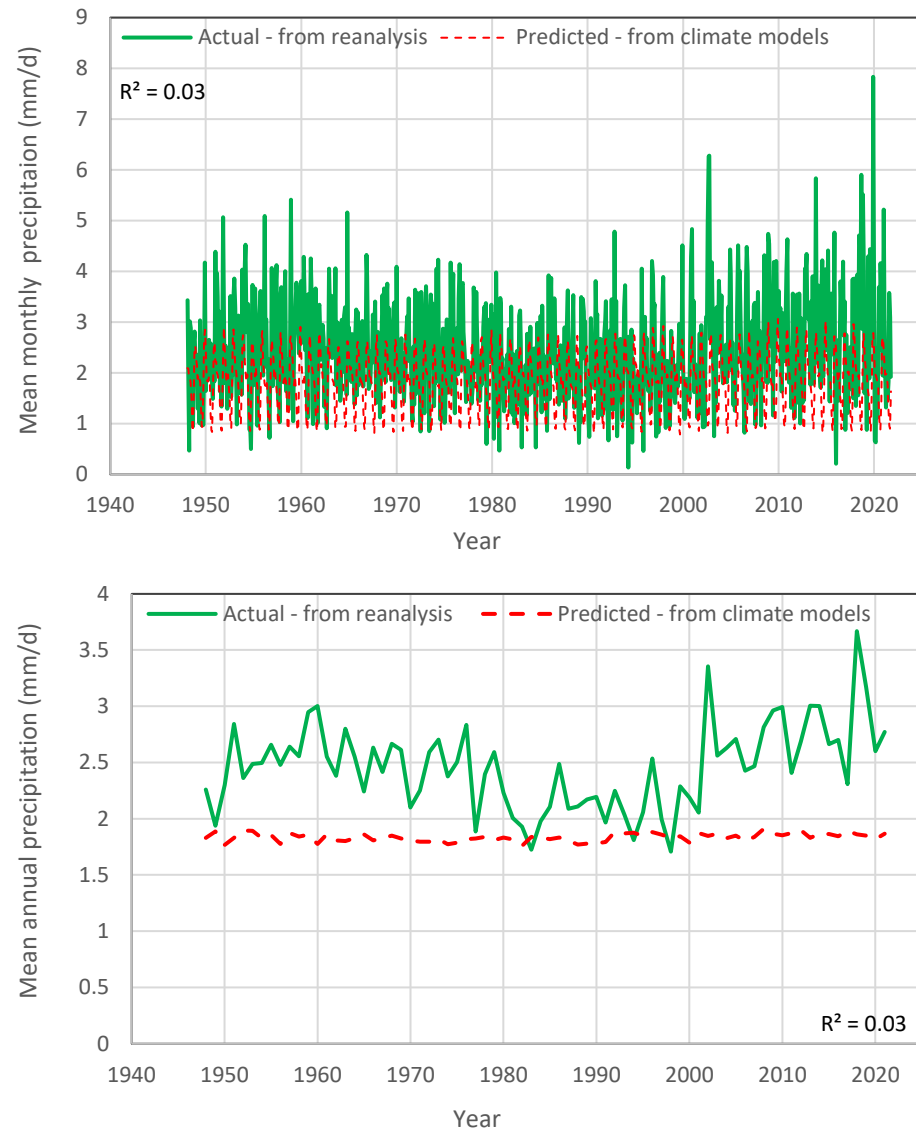 Mean monthly precipitaion (mm/d)
9
8
7
6
5
4
3
2
1
0
Actual - from reanalysis
Predicted - from climate models
R² = 0.03
1940 1950 1960 1970 1980 1990 2000 2010 2020
Year
Mean annual precipitation (mm/d)
4
3.5
3
2.5
2
1.5
1
0.5
0
Actual - from reanalysis
Predicted - from climate models
R² = 0.03
1940 1950 1960 1970 1980 1990 2000 2010 2020
Year